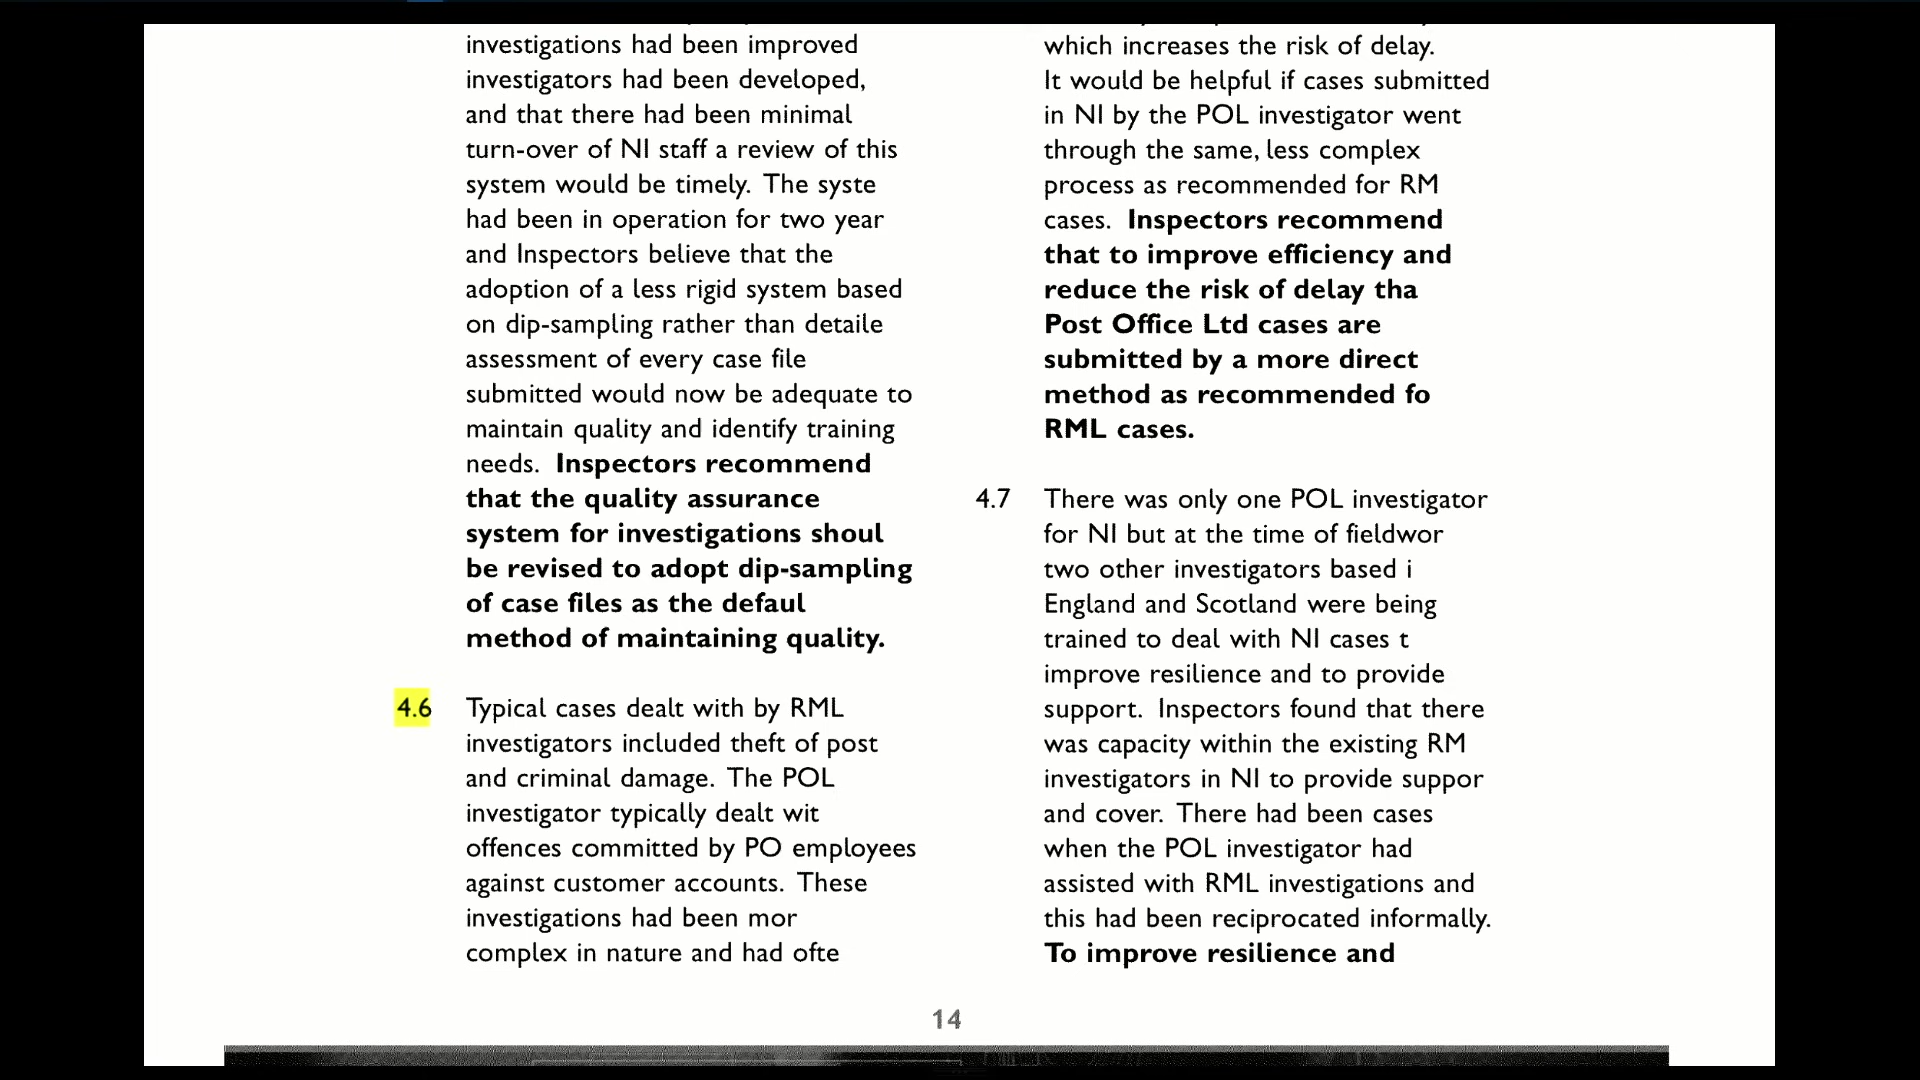 investigations had been improved
investigators had been developed,
and that there had been minimal
turn-over of NI staff a review of this
system would be timely. The syste
had been in operation for two year
and Inspectors believe that the
adoption of a less rigid system based
on dip-sampling rather than detaile
assessment of every case file
submitted would now be adequate to
maintain quality and identify training
needs. Inspectors recommend
that the quality assurance
system for investigations shoul
be revised to adopt dip-sampling
of case files as the defaul
method of maintaining quality.
4.6 Typical cases dealt with by RML
investigators included theft of post
and criminal damage. The POL
investigator typically dealt wit
offences committed by PO employees
against customer accounts. These
investigations had been mor
complex in nature and had ofte
which increases the risk of delay.
It would be helpful if cases submitted
in NI by the POL investigator went
through the same, less complex
process as recommended for RM
cases. Inspectors recommend
that to improve efficiency and
reduce the risk of delay tha
Post Office Ltd cases are
submitted by a more direct
method as recommended fo
RML cases.
4.7 There was only one POL investigator
for NI but at the time of fieldwor
two other investigators based i
England and Scotland were being
trained to deal with NI cases t
improve resilience and to provide
support. Inspectors found that there
was capacity within the existing RM
investigators in NI to provide suppor
and cover. There had been cases
when the POL investigator had
assisted with RML investigations and
this had been reciprocated informally.
To improve resilience and
14